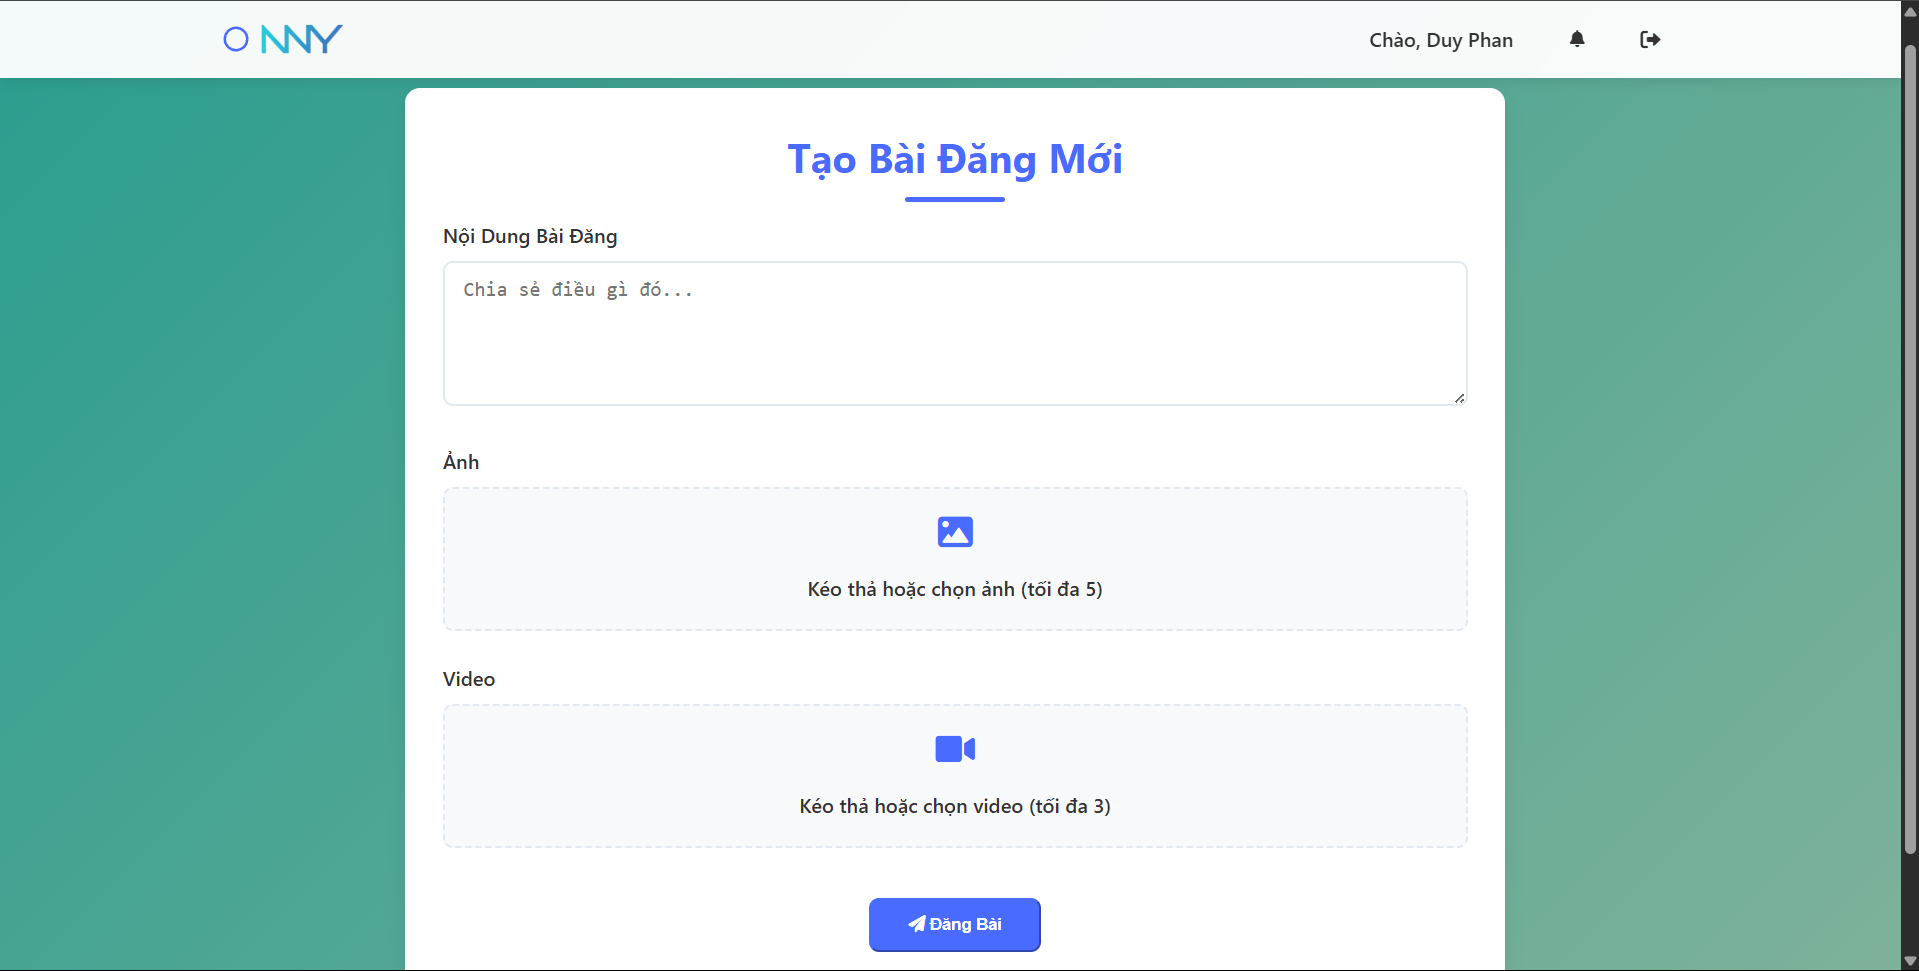 O NNY
Chào, Duy Phan
Tạo Bài Đăng Mới
Nội Dung Bài Đăng
Chia sẻ điều gì đó...
Ảnh
Kéo thả hoặc chọn ảnh (tối đa 5)
Video
Kéo thả hoặc chọn video (tối đa 3)
Đăng Bài